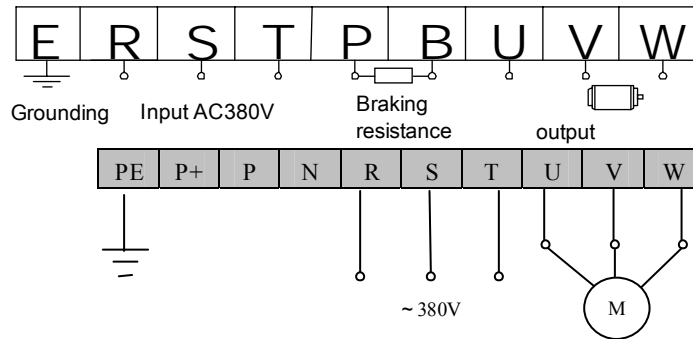 E R S T P B U V W
Grounding Input AC380V Braking resistance output
PE P+ P N R S T U V W
~ 380V M